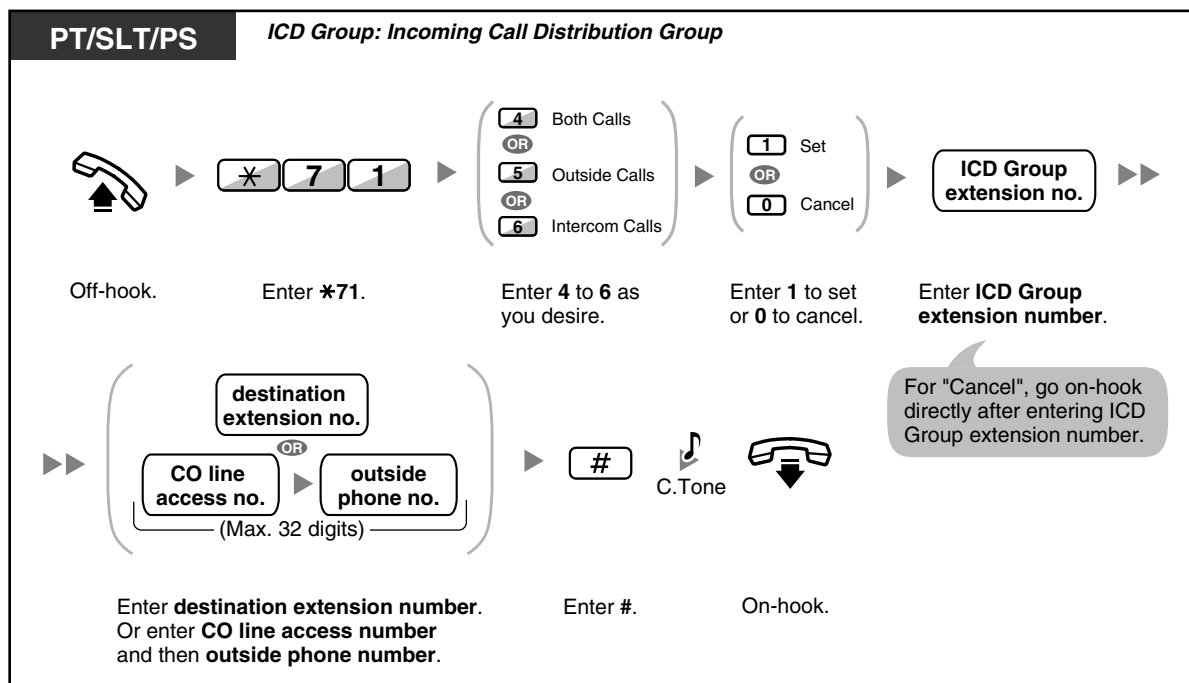 PT/SLT/PS
ICD Group: Incoming Call Distribution Group
4 Both Calls
OR
5 Outside Calls
OR
6 Intercom Calls
1 Set
OR
0 Cancel
ICD Group
extension no.
* 7 1
Off-hook.
Enter *71.
Enter 4 to 6 as
you desire.
Enter 1 to set
or 0 to cancel.
Enter ICD Group
extension number.
For "Cancel", go on-hook
directly after entering ICD
Group extension number.
destination
extension no.
OR
CO line
access no.
outside
phone no.
(Max. 32 digits)
#
C.Tone
Enter destination extension number.
Or enter CO line access number
and then outside phone number.
Enter #.
On-hook.